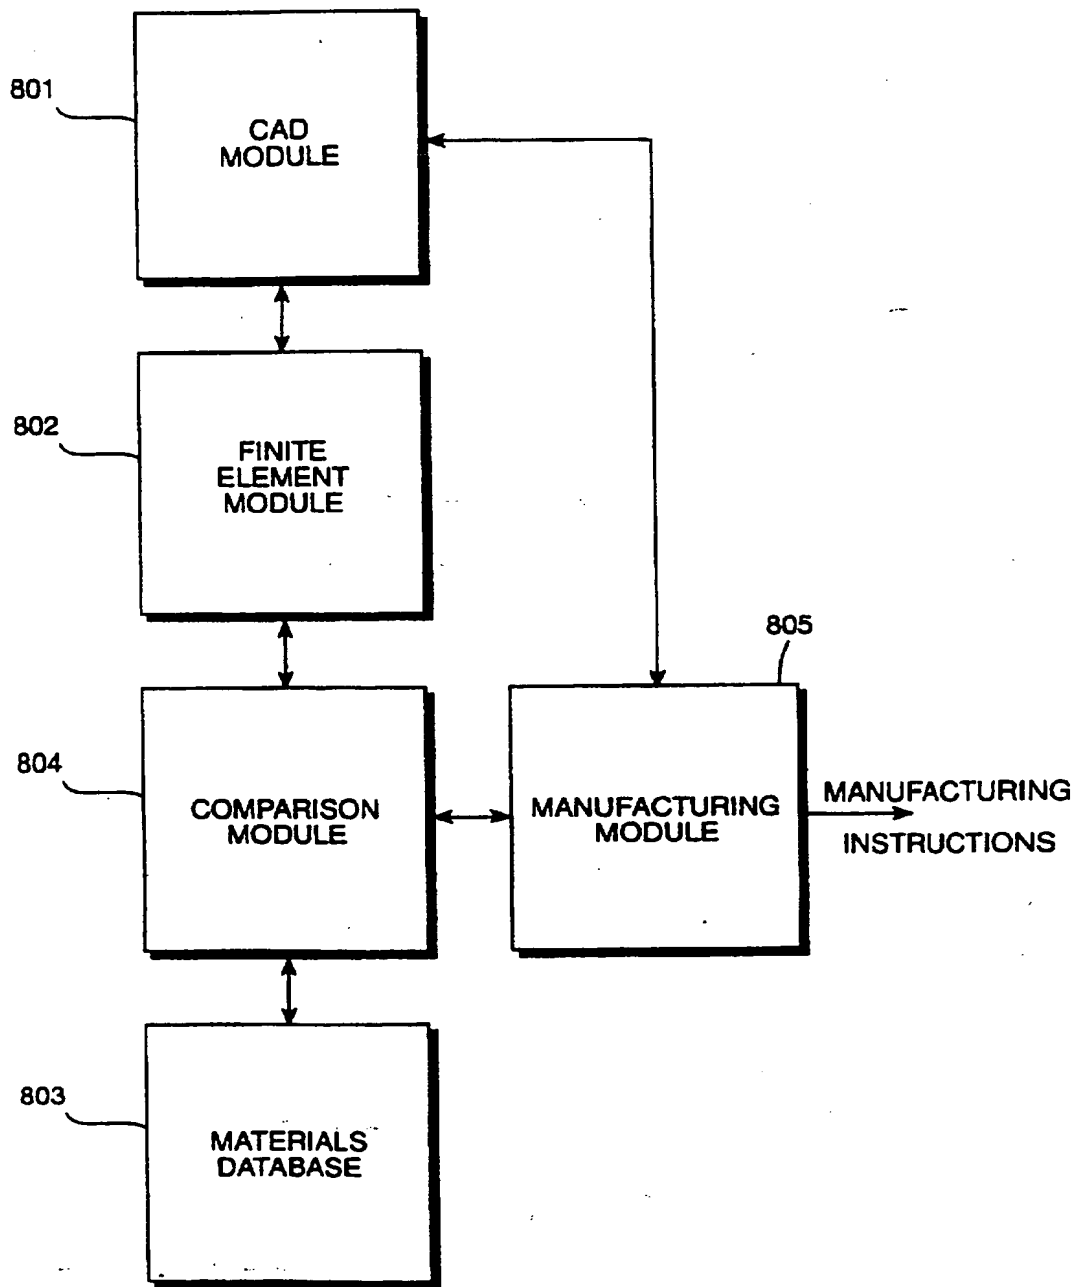 801
CAD
MODULE
802
FINITE
ELEMENT
MODULE
805
804
COMPARISON
MODULE
MANUFACTURING
MODULE
MANUFACTURING
INSTRUCTIONS
803
MATERIALS
DATABASE